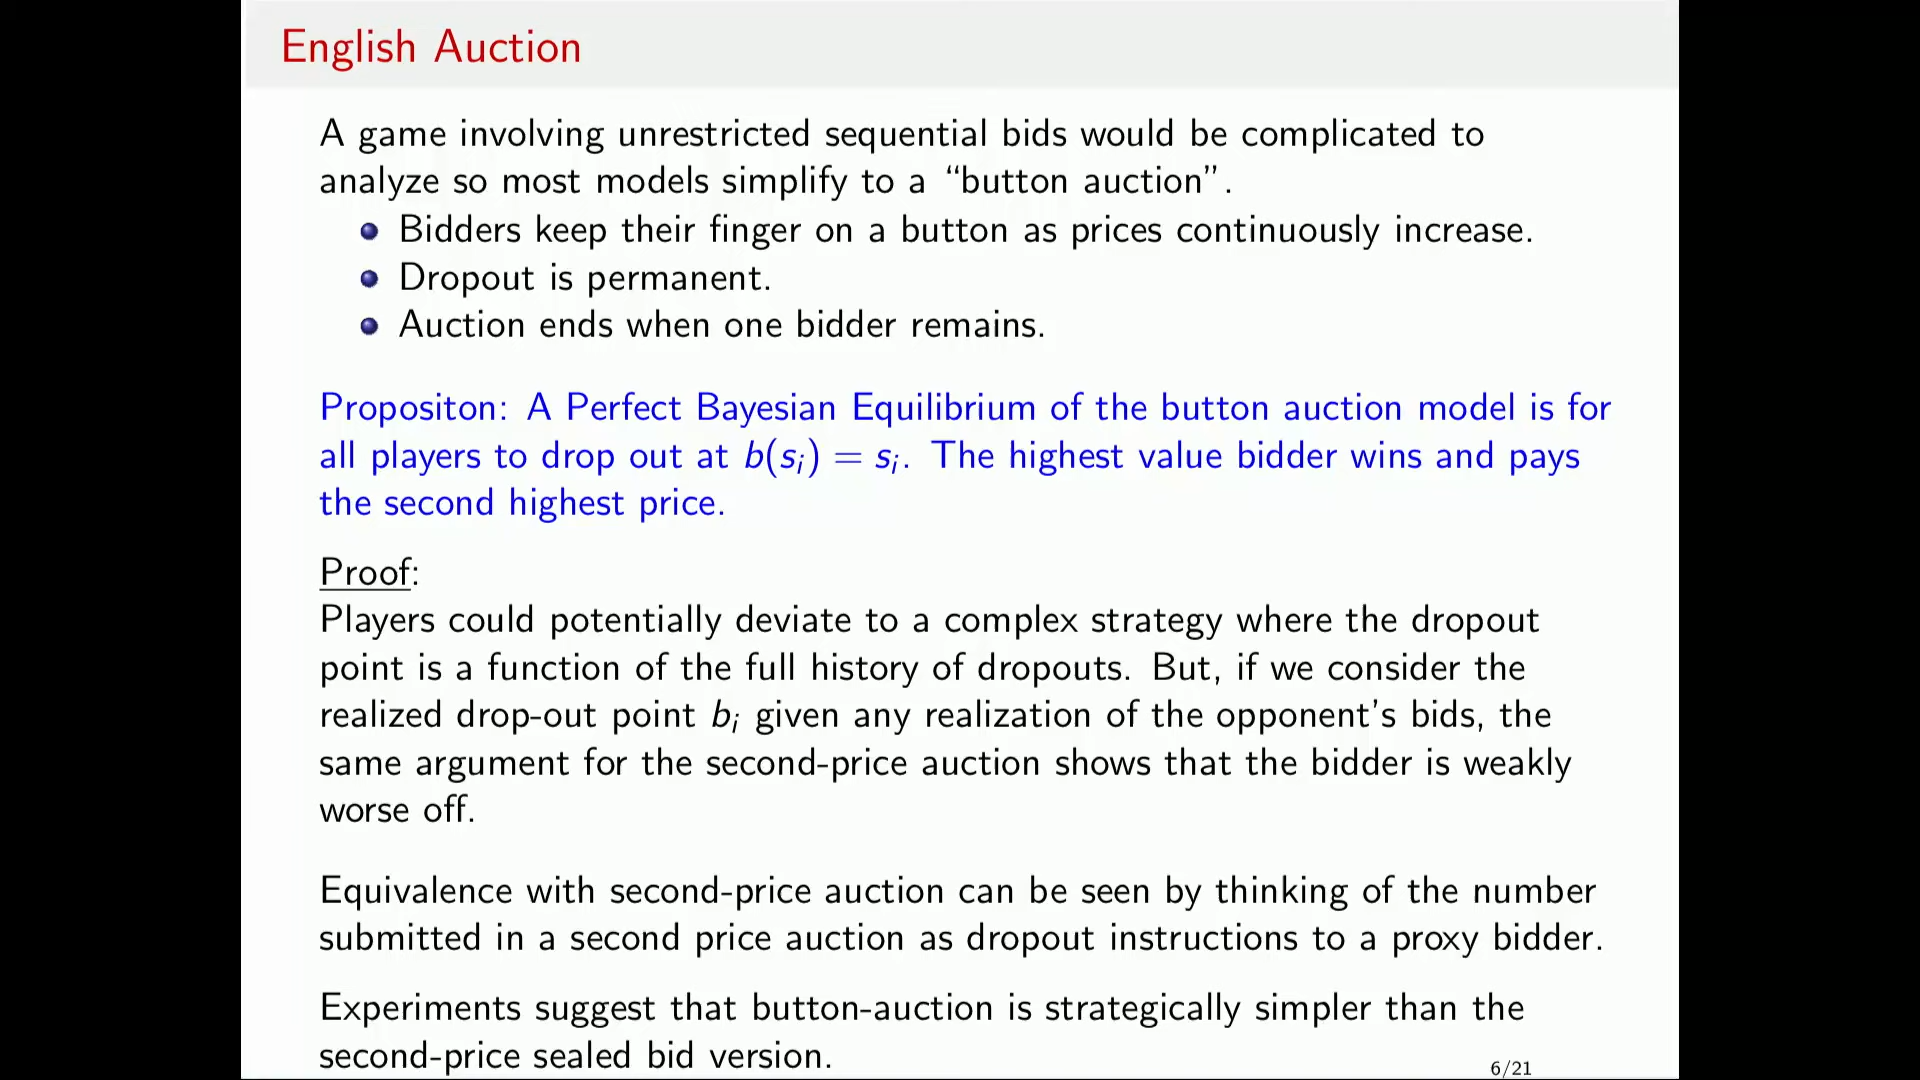 English Auction
A game involving unrestricted sequential bids would be complicated to
analyze so most models simplify to a “button auction”.
Bidders keep their finger on a button as prices continuously increase.
Dropout is permanent.
Auction ends when one bidder remains.
Propositon: A Perfect Bayesian Equilibrium of the button auction model is for
all players to drop out at b(sᵢ) = sᵢ. The highest value bidder wins and pays
the second highest price.
Proof:
Players could potentially deviate to a complex strategy where the dropout
point is a function of the full history of dropouts. But, if we consider the
realized drop-out point bᵢ given any realization of the opponent’s bids, the
same argument for the second-price auction shows that the bidder is weakly
worse off.
Equivalence with second-price auction can be seen by thinking of the number
submitted in a second price auction as dropout instructions to a proxy bidder.
Experiments suggest that button-auction is strategically simpler than the
second-price sealed bid version.
6/21